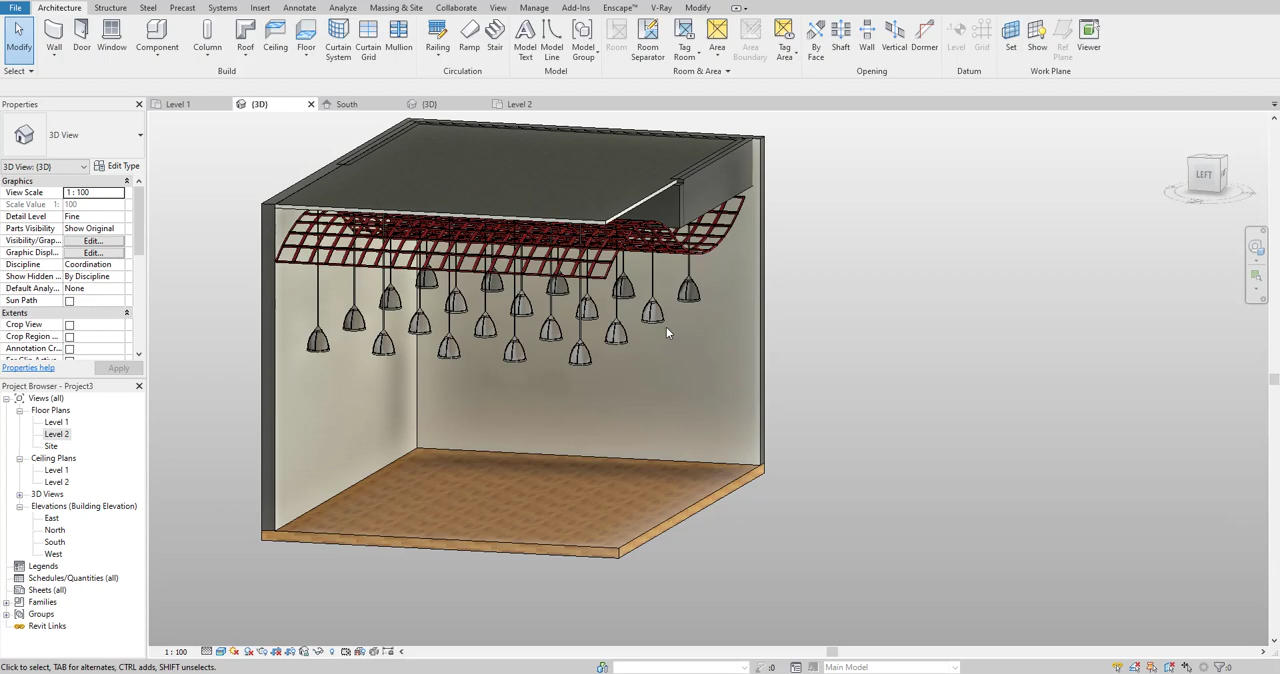 File Architecture Structure Steel Precast Systems Insert Annotate Analyze Massing & Site Collaborate View Manage Add-Ins Enscape™ V-Ray Modify
Modify Wall Door Window Component Column Roof Ceiling Floor Curtain System Curtain Grid Mullion Railing Ramp Stair Model Text Model Line Model Group Room Room Separator Tag Room Area Area Boundary Tag Area By Face Shaft Wall Vertical Dormer Level Grid Set Show Ref Plane Viewer
Select Build Circulation Model Room & Area Opening Datum Work Plane
Properties
Level 1 {3D} South {3D} Level 2
3D View
3D View: {3D} Edit Type
Graphics
View Scale 1 : 100
Scale Value 1: 100
Detail Level Fine
Parts Visibility Show Original
Visibility/Grap... Edit...
Graphic Displ... Edit...
Discipline Coordination
Show Hidden ... By Discipline
Default Analy... None
Sun Path
Extents
Crop View
Crop Region ...
Annotation Cr...
Properties help Apply
Project Browser - Project3
Views (all)
Floor Plans
Level 1
Level 2
Site
Ceiling Plans
Level 1
Level 2
3D Views
Elevations (Building Elevation)
East
North
South
West
Legends
Schedules/Quantities (all)
Sheets (all)
Families
Groups
Revit Links
LEFT
1 : 100
Click to select, TAB for alternates, CTRL adds, SHIFT unselects. :0 Main Model :0